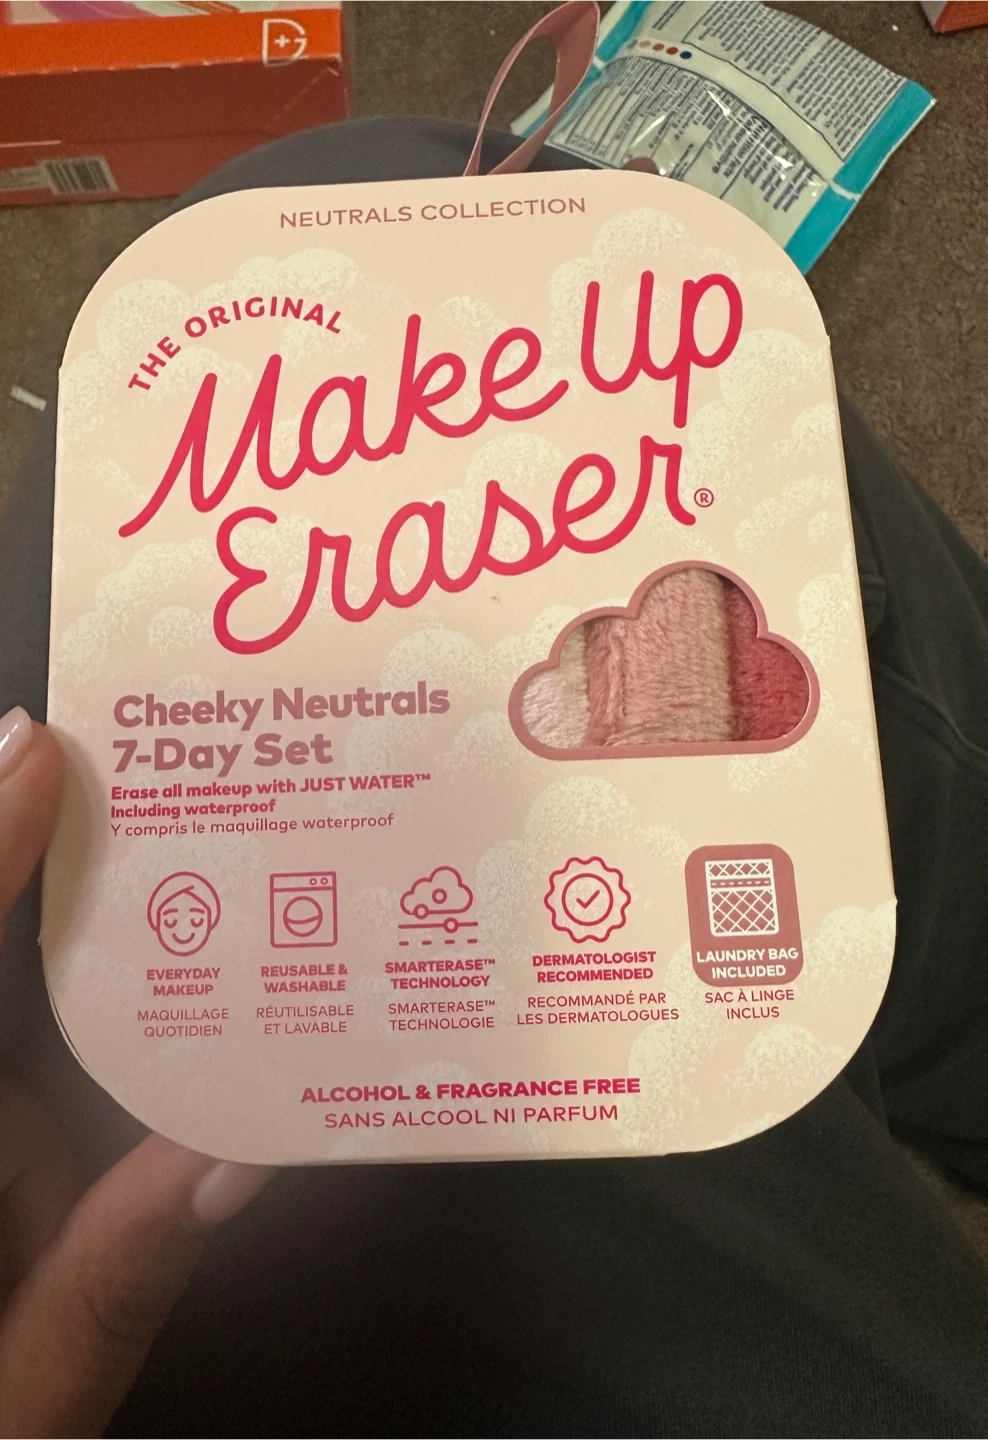 NEUTRALS COLLECTION
THE ORIGINAL
Make Up
Eraser®
Cheeky Neutrals
7-Day Set
Erase all makeup with JUST WATER™
Including waterproof
Y compris le maquillage waterproof
EVERYDAY
MAKEUP
MAQUILLAGE
QUOTIDIEN
REUSABLE &
WASHABLE
RÉUTILISABLE
ET LAVABLE
SMARTERASE™
TECHNOLOGY
SMARTERASE™
TECHNOLOGIE
DERMATOLOGIST
RECOMMENDED
RECOMMANDÉ PAR
LES DERMATOLOGUES
LAUNDRY BAG
INCLUDED
SAC À LINGE
INCLUS
ALCOHOL & FRAGRANCE FREE
SANS ALCOOL NI PARFUM